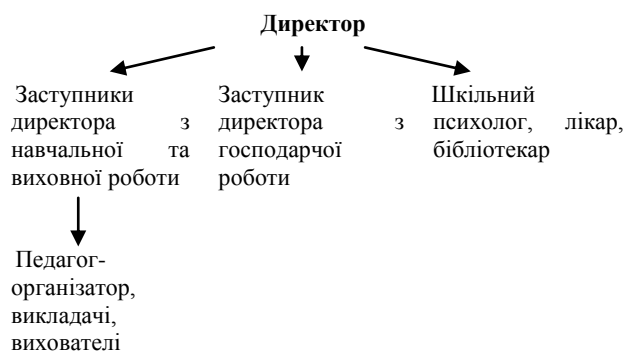 Директор
Заступники
директора з
навчальної та
виховної роботи
Заступник
директора з
господарчої
роботи
Шкільний
психолог, лікар,
бібліотекар
Педагог-
організатор,
викладачі,
вихователі